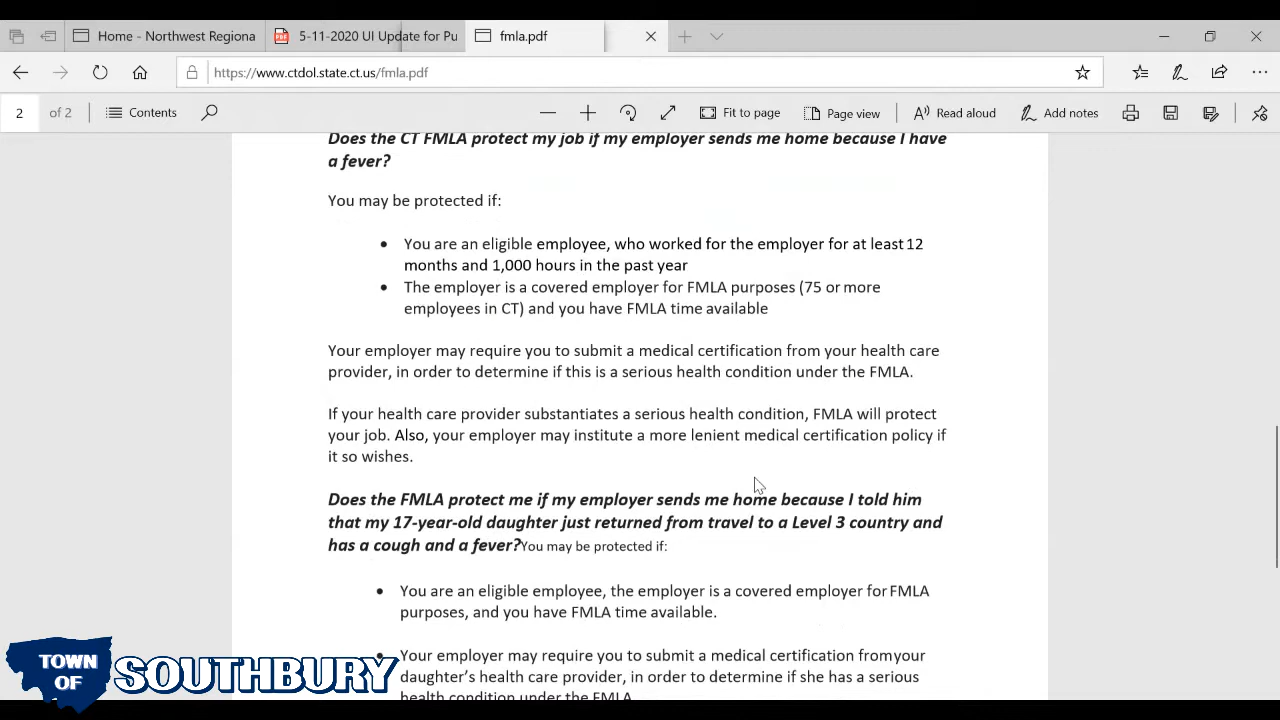 Home - Northwest Regiona
5-11-2020 UI Update for Pu
fmla.pdf
https://www.ctdol.state.ct.us/fmla.pdf
2 of 2 Contents Fit to page Page view Read aloud Add notes
Does the CT FMLA protect my job if my employer sends me home because I have
a fever?
You may be protected if:
• You are an eligible employee, who worked for the employer for at least 12
months and 1,000 hours in the past year
• The employer is a covered employer for FMLA purposes (75 or more
employees in CT) and you have FMLA time available
Your employer may require you to submit a medical certification from your health care
provider, in order to determine if this is a serious health condition under the FMLA.
If your health care provider substantiates a serious health condition, FMLA will protect
your job. Also, your employer may institute a more lenient medical certification policy if
it so wishes.
Does the FMLA protect me if my employer sends me home because I told him
that my 17-year-old daughter just returned from travel to a Level 3 country and
has a cough and a fever?You may be protected if:
• You are an eligible employee, the employer is a covered employer for FMLA
purposes, and you have FMLA time available.
• Your employer may require you to submit a medical certification fromyour
daughter's health care provider, in order to determine if she has a serious
health condition under the FMLA.
TOWN
OF
SOUTHBURY